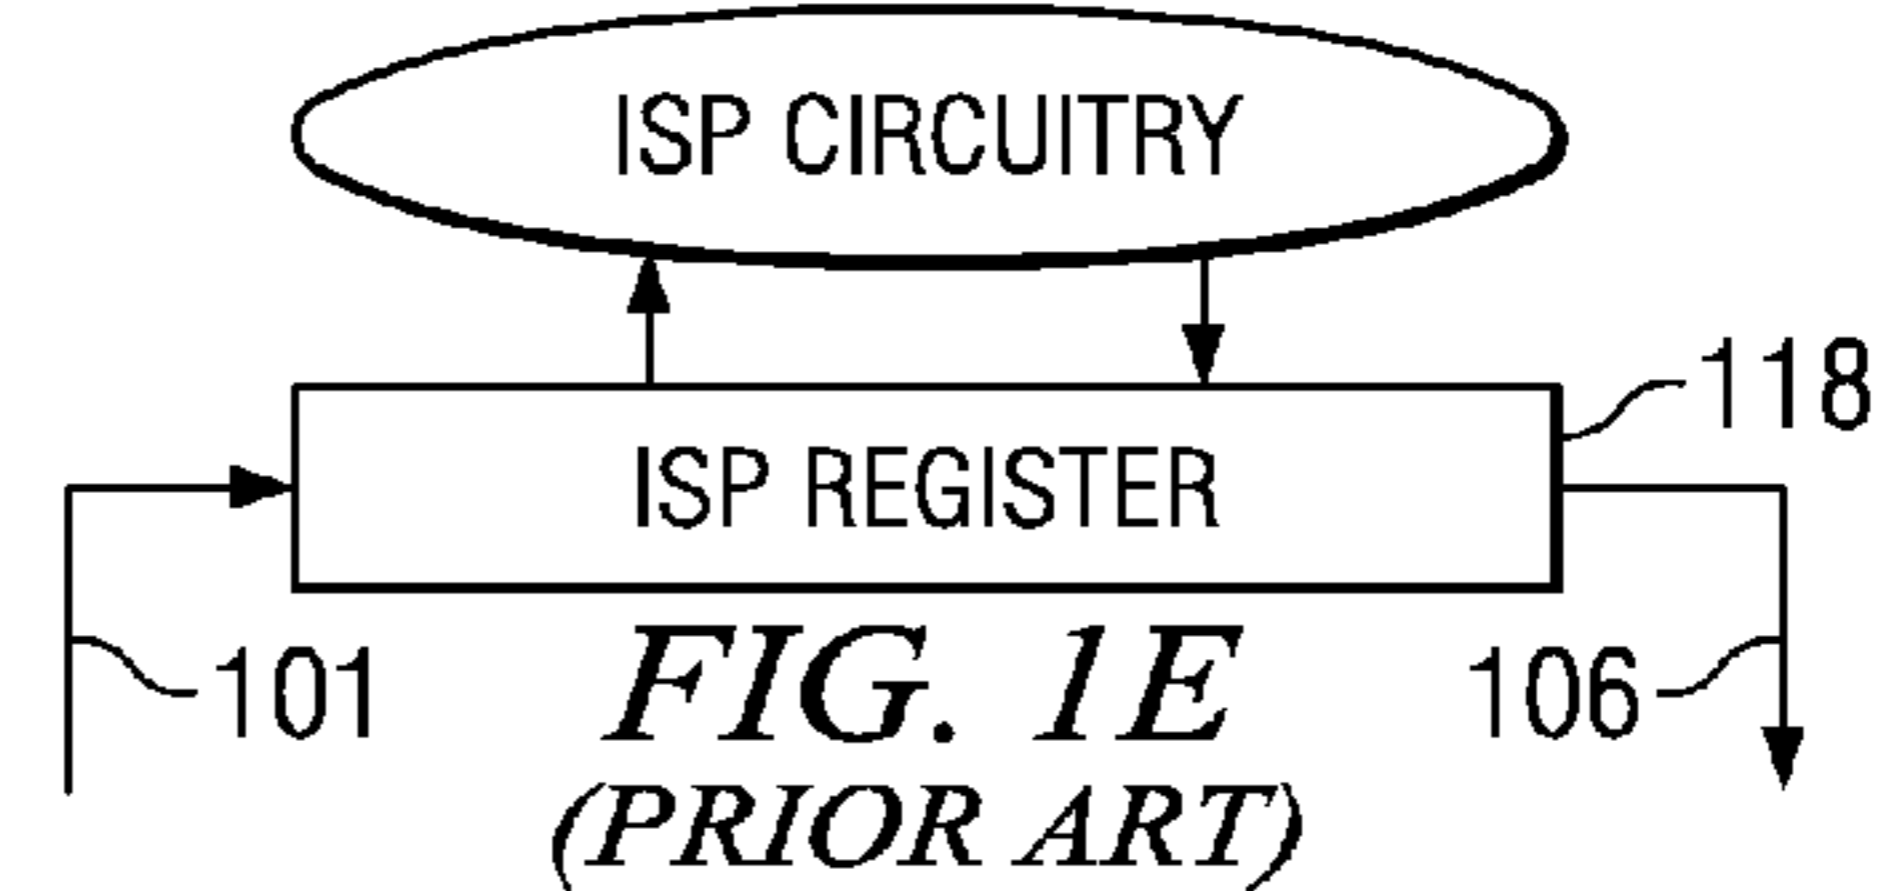 ISP CIRCUITRY
118
ISP REGISTER
101
106
FIG. 1E
(PRIOR ART)